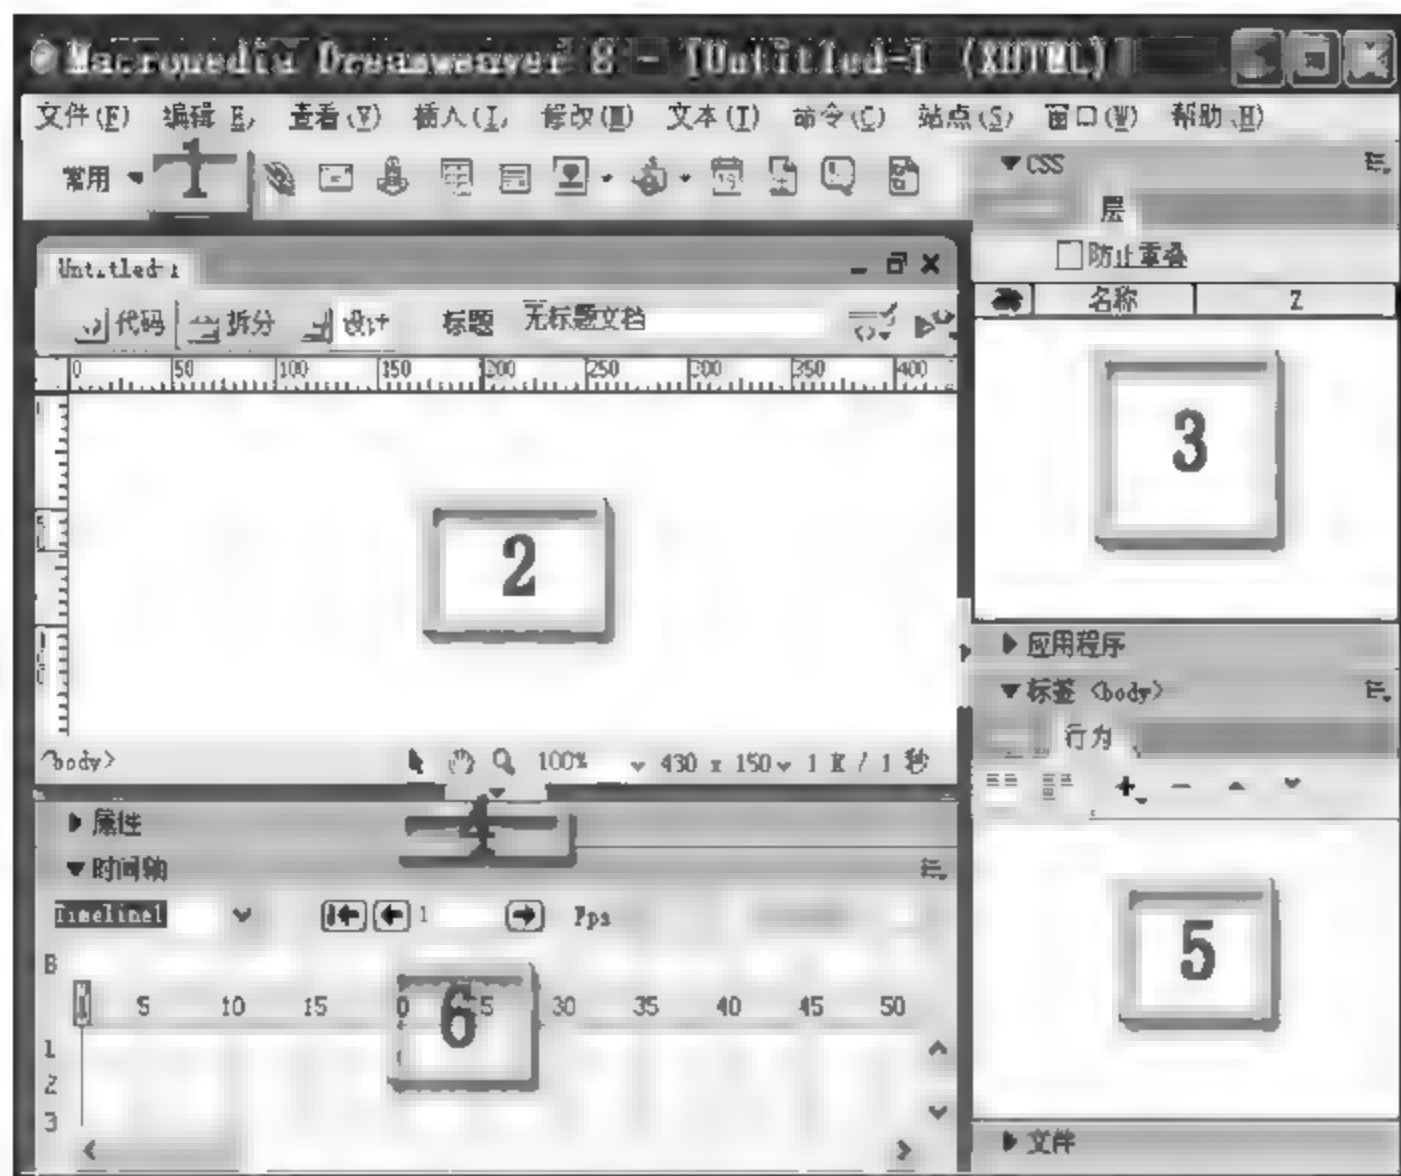 Macromedia Dreamweaver 8 - [Untitled-1 (XHTML)]
文件(F) 编辑(E) 查看(V) 插入(I) 修改(M) 文本(T) 命令(C) 站点(S) 窗口(W) 帮助(H)
常用 1
CSS
层
防止重叠
名称 Z
3
Untitled-1
代码 拆分 设计 标题 无标题文档
0 50 100 150 200 250 300 350 400
2
<body> 100% 430 x 150 1 K / 1 秒
应用程序
标签 <body>
行为
5
文件
属性 4
时间轴
Timeline1 1 Fps
B
1 5 10 15 30 35 40 45 50
6
1
2
3